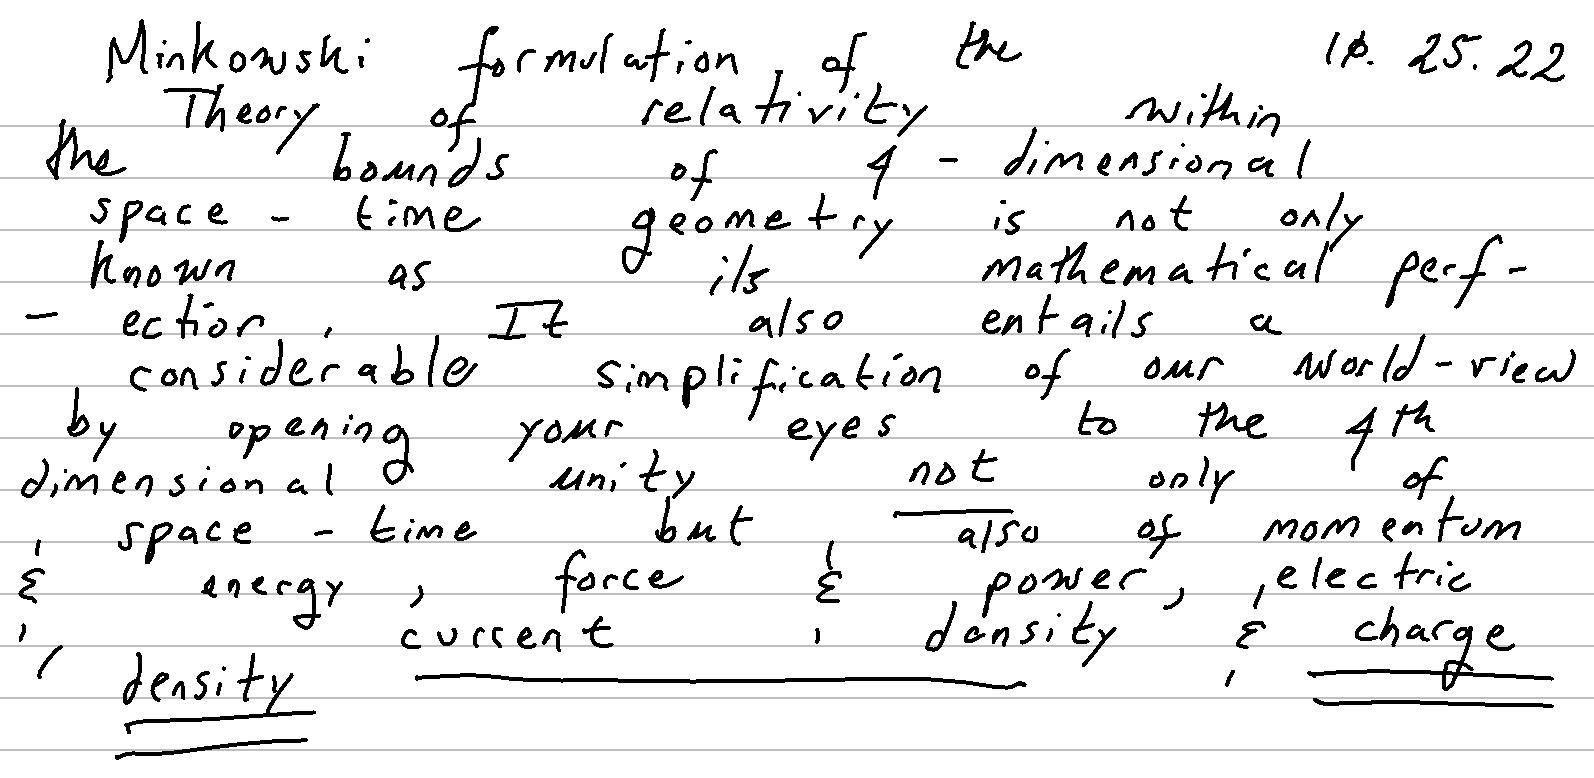 Minkowski formulation of the 10.25.22
Theory of relativity within
the bounds of 4-dimensional
space-time geometry is not only
known as its mathematical perf-
-ection. It also entails a
considerable simplification of our world-view
by opening your eyes to the 4th
dimensional unity not only of
space-time but also of momentum
& energy, force & power, electric
current density & charge
density